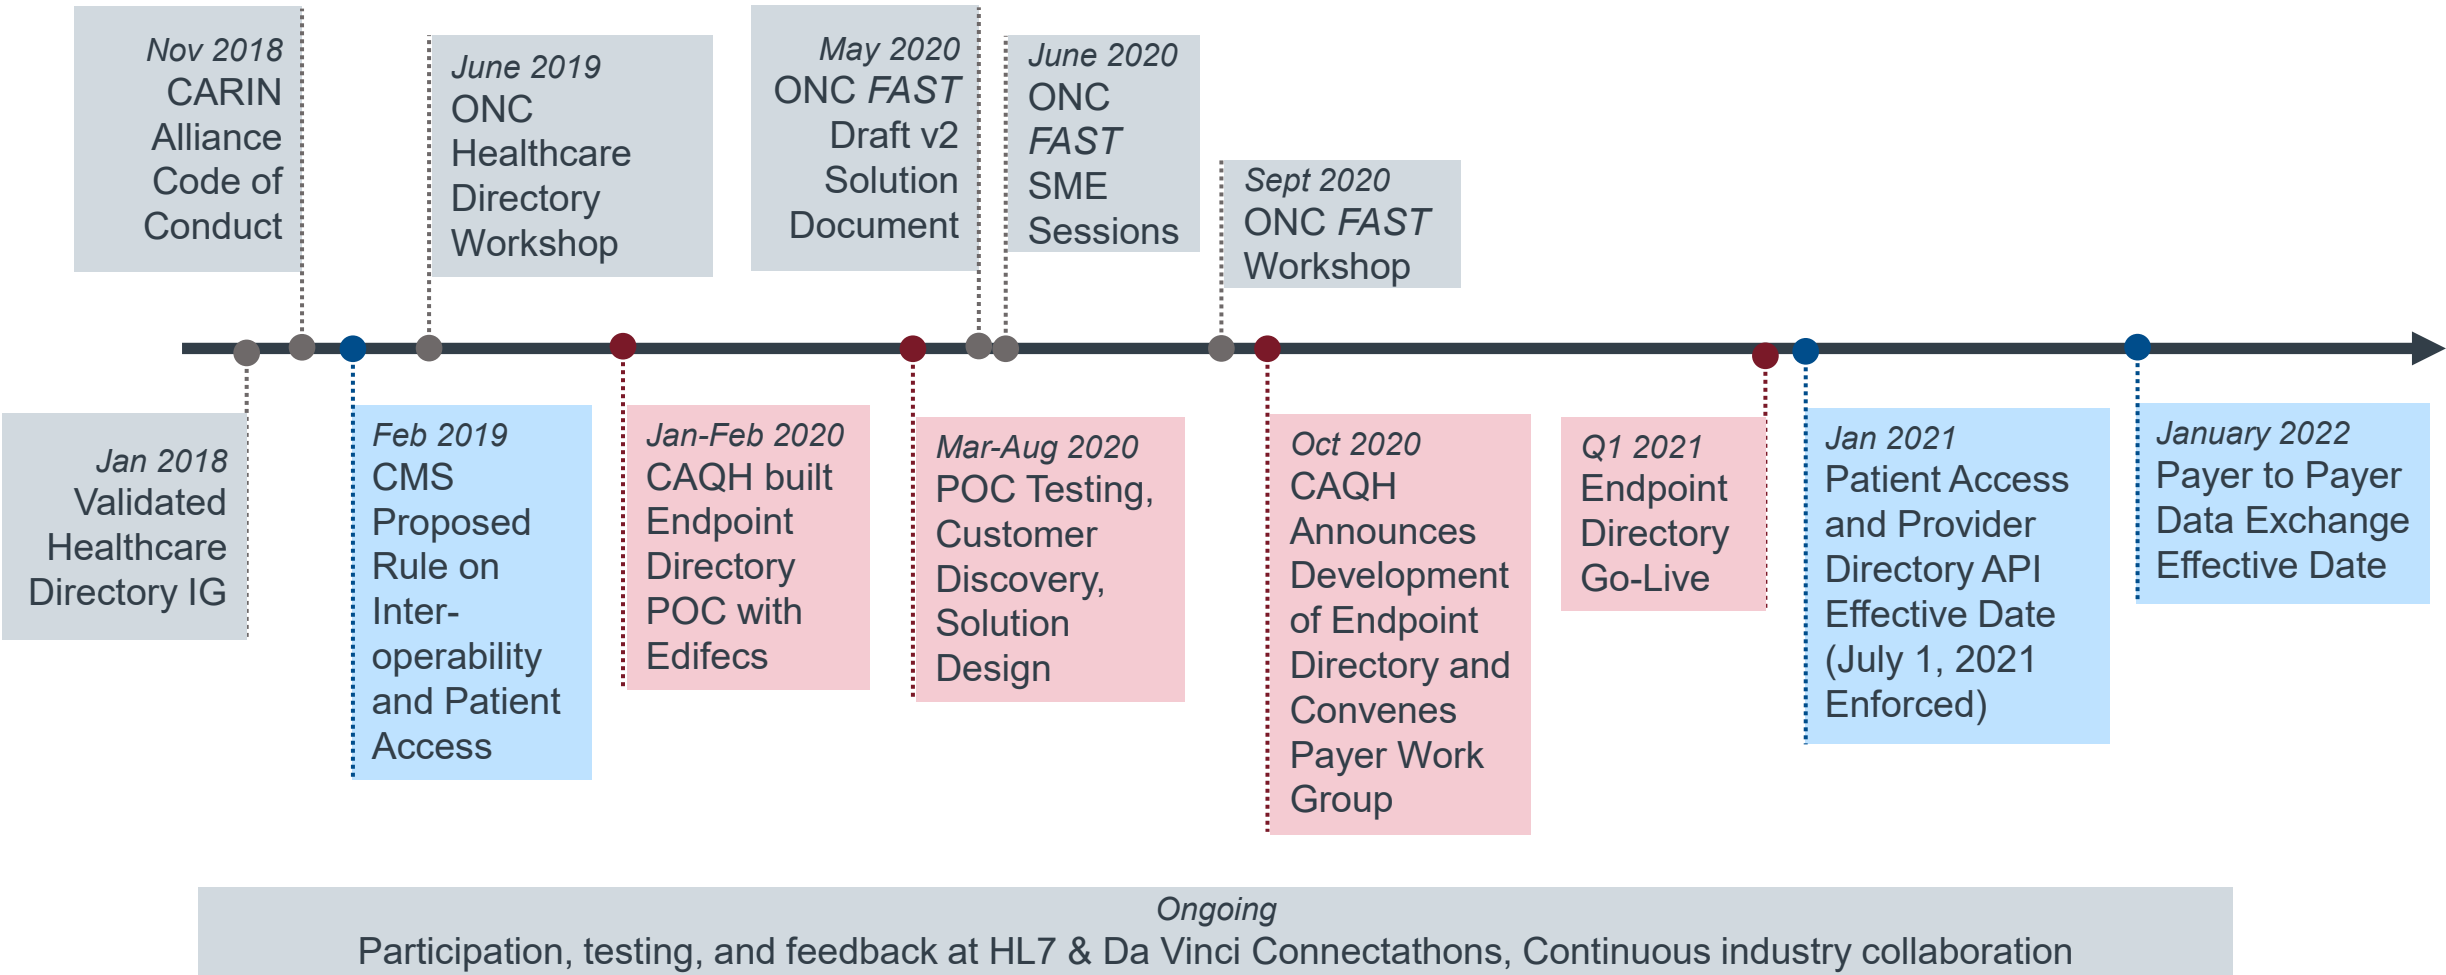 Nov 2018
CARIN
Alliance
Code of
Conduct
June 2019
ONC
Healthcare
Directory
Workshop
May 2020
ONC FAST
Draft v2
Solution
Document
June 2020
ONC
FAST
SME
Sessions
Sept 2020
ONC FAST
Workshop
Jan 2018
Validated
Healthcare
Directory IG
Feb 2019
CMS
Proposed
Rule on
Inter-
operability
and Patient
Access
Jan-Feb 2020
CAQH built
Endpoint
Directory
POC with
Edifecs
Mar-Aug 2020
POC Testing,
Customer
Discovery,
Solution
Design
Oct 2020
CAQH
Announces
Development
of Endpoint
Directory and
Convenes
Payer Work
Group
Q1 2021
Endpoint
Directory
Go-Live
Jan 2021
Patient Access
and Provider
Directory API
Effective Date
(July 1, 2021
Enforced)
January 2022
Payer to Payer
Data Exchange
Effective Date
Ongoing
Participation, testing, and feedback at HL7 & Da Vinci Connectathons, Continuous industry collaboration